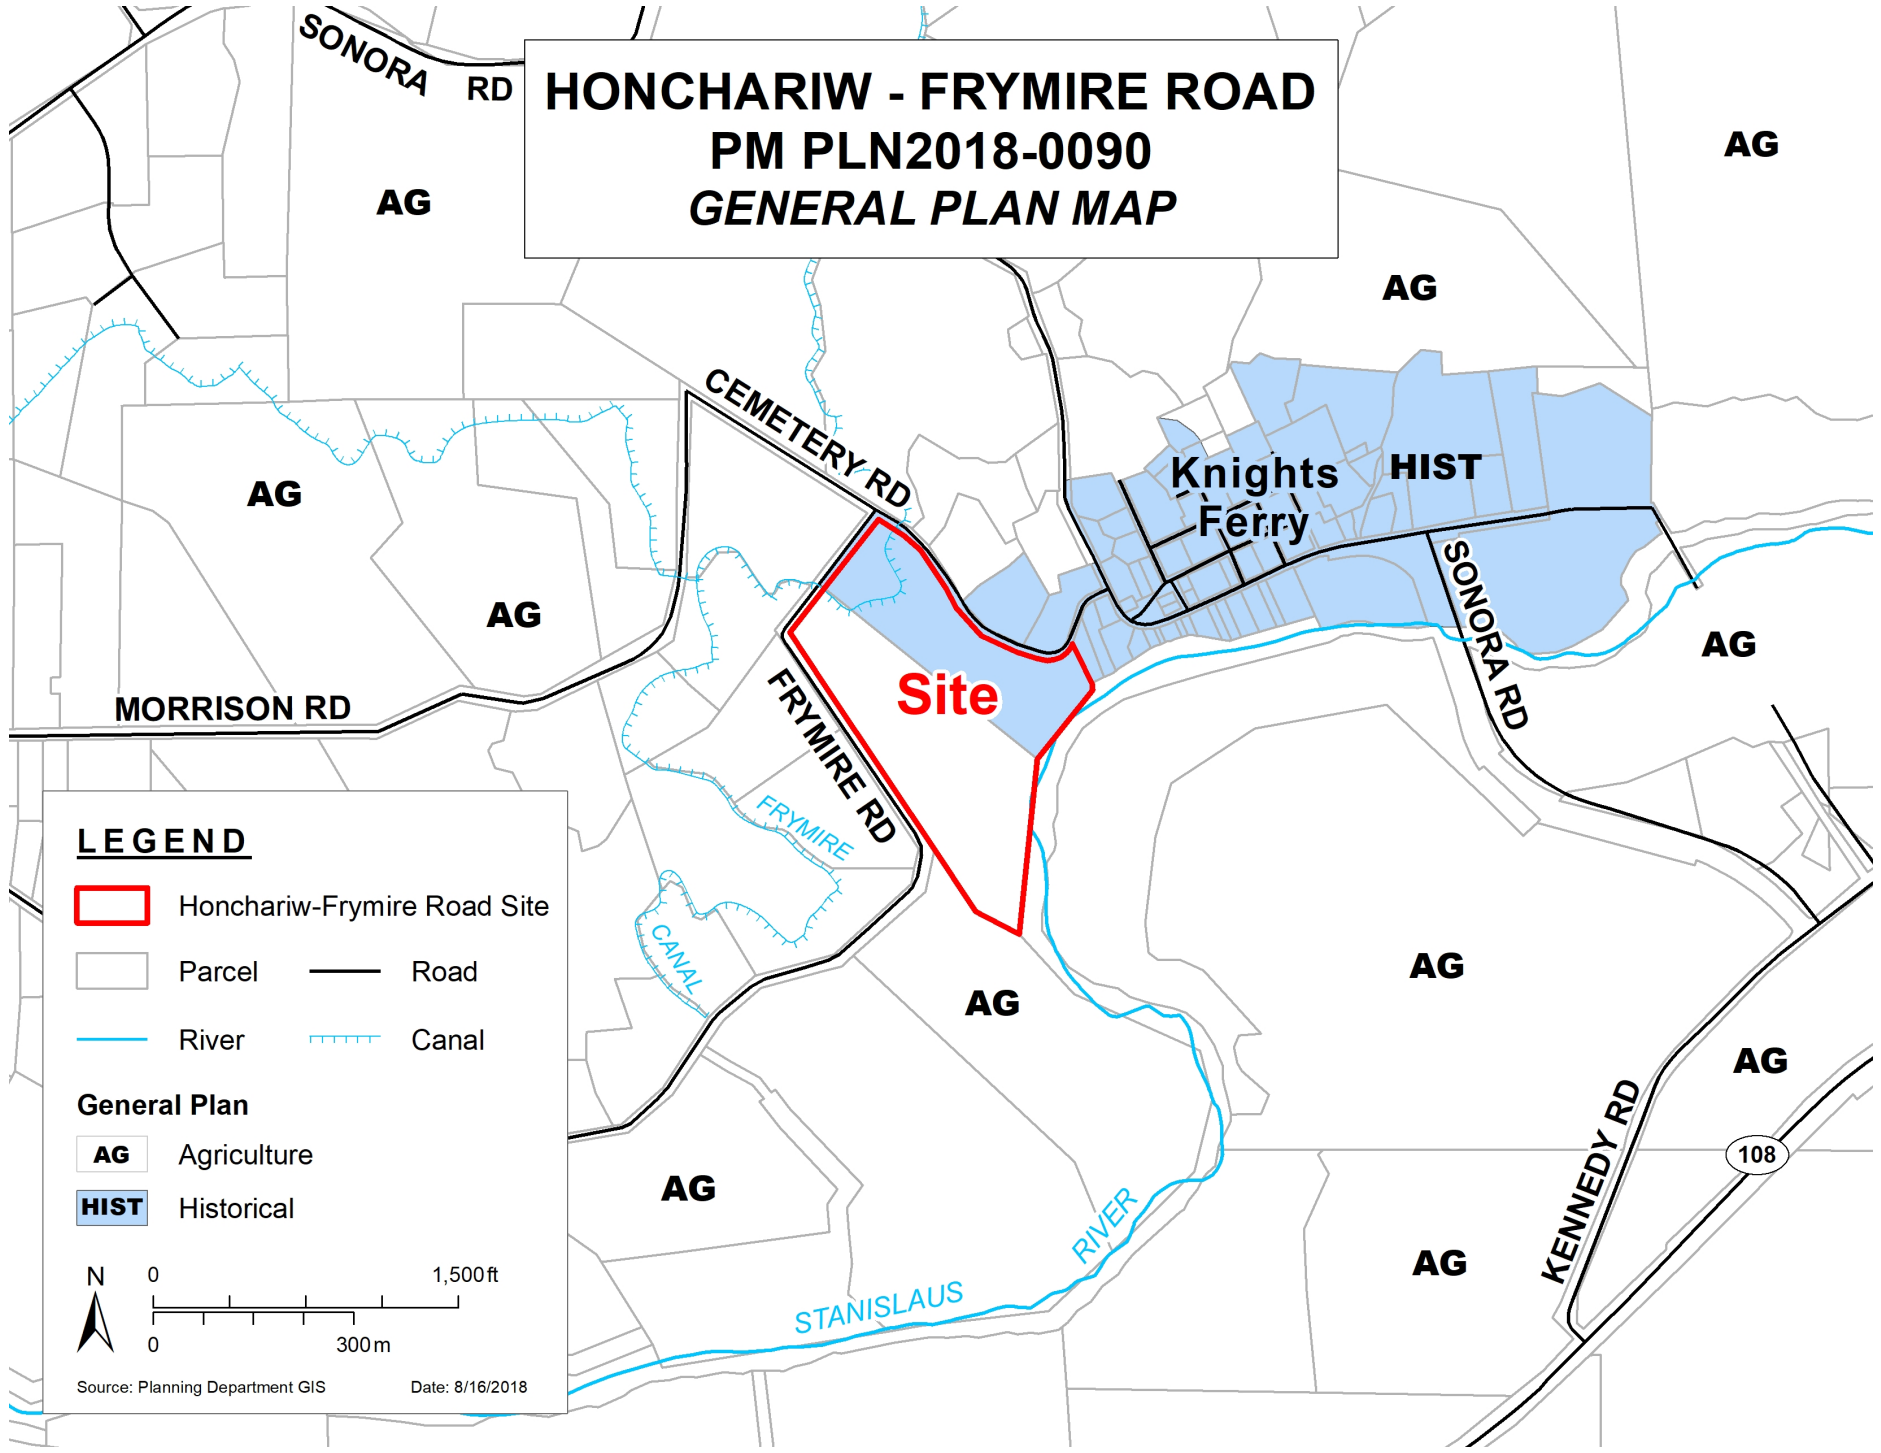 SONORA RD
HONCHARIW - FRYMIRE ROAD
PM PLN2018-0090
GENERAL PLAN MAP
AG
AG
AG
CEMETERY RD
Knights
Ferry
HIST
AG
AG
SONORA RD
AG
MORRISON RD
Site
FRYMIRE RD
FRYMIRE
CANAL
AG
AG
AG
AG
KENNEDY RD
108
AG
RIVER
STANISLAUS
LEGEND
Honchariw-Frymire Road Site
Parcel
Road
River
Canal
General Plan
AG Agriculture
HIST Historical
N
0 1,500 ft
0 300 m
Source: Planning Department GIS Date: 8/16/2018